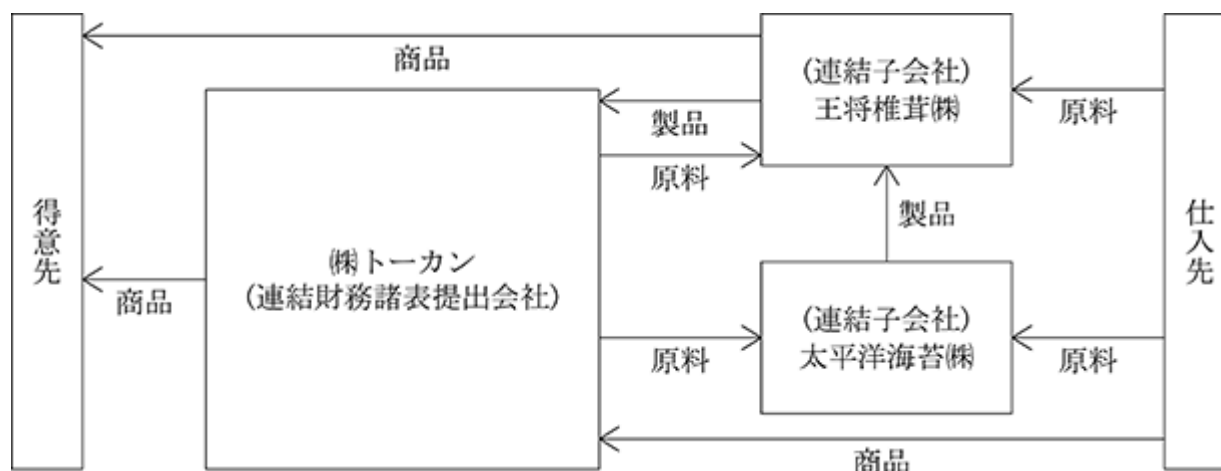 得意先
商品
(連結子会社)
王将椎茸㈱
原料
製品
原料
製品
仕入先
㈱トーカン
(連結財務諸表提出会社)
商品
(連結子会社)
太平洋海苔㈱
原料
原料
商品